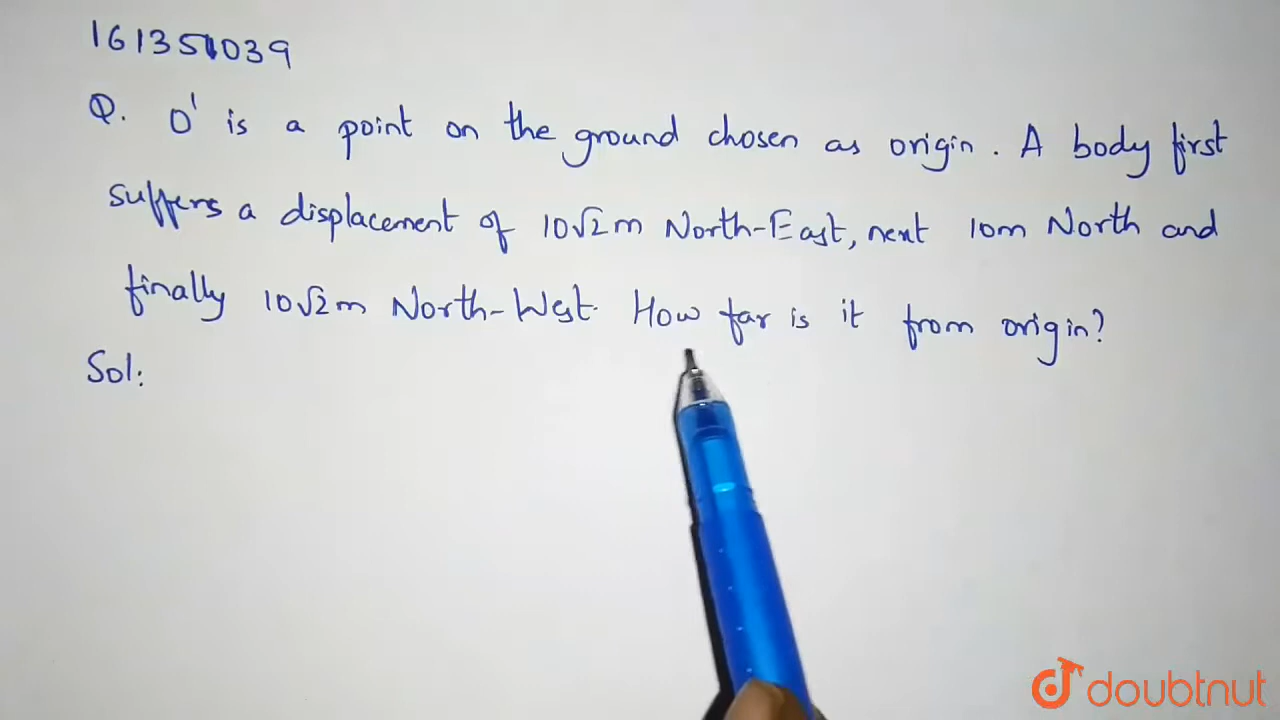 161351039
Q. O' is a point on the ground chosen as origin. A body first
suffers a displacement of 10√2m North-East, next 10m North and
finally 10√2m North-West. How far is it from origin?
Sol:
doubtnut